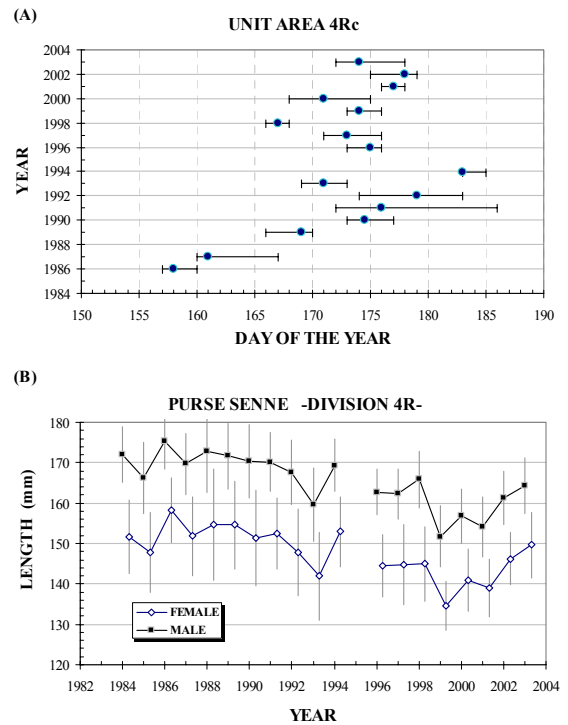 (A)
UNIT AREA 4Rc
YEAR
2004
2002
2000
1998
1996
1994
1992
1990
1988
1986
1984
150 155 160 165 170 175 180 185 190
DAY OF THE YEAR
(B)
PURSE SENNE -DIVISION 4R-
LENGTH (mm)
180
170
160
150
140
130
120
FEMALE
MALE
1982 1984 1986 1988 1990 1992 1994 1996 1998 2000 2002 2004
YEAR